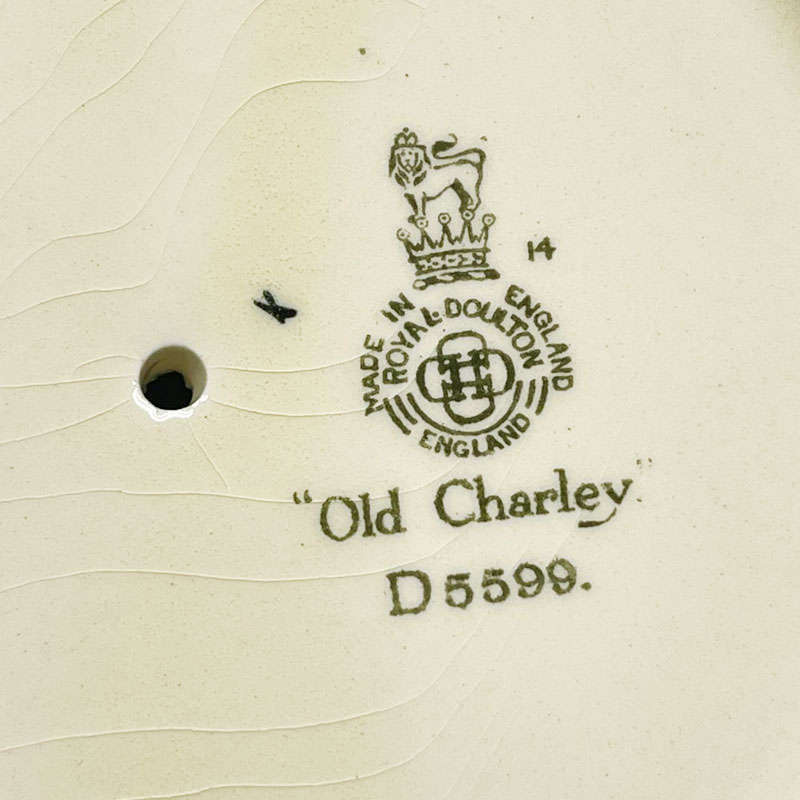 14
MADE IN ENGLAND
ROYAL·DOULTON
ENGLAND
"Old Charley"
D5599.